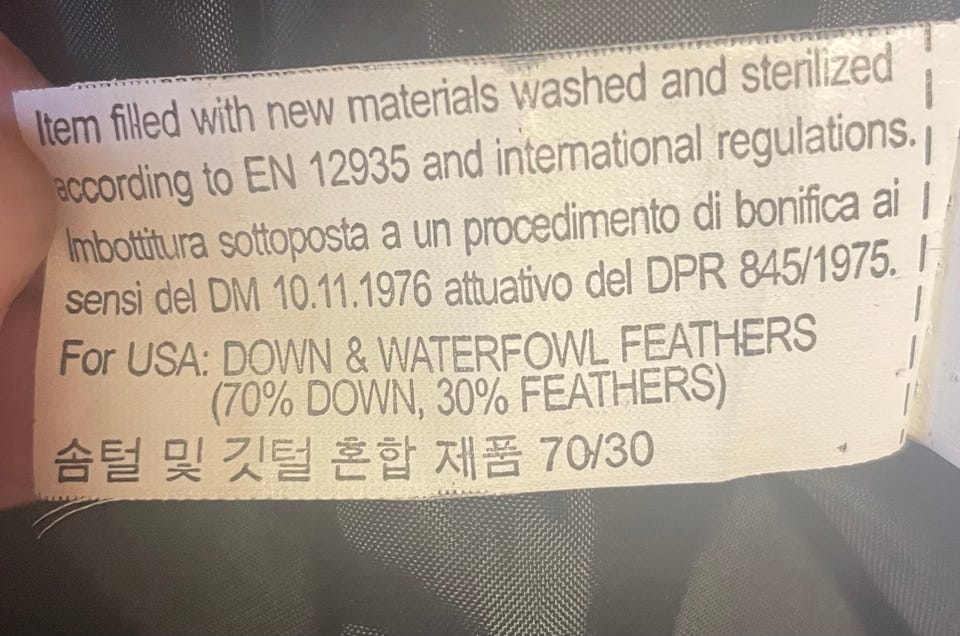 Item filled with new materials washed and sterilized
according to EN 12935 and international regulations.
Imbottitura sottoposta a un procedimento di bonifica ai
sensi del DM 10.11.1976 attuativo del DPR 845/1975.
For USA: DOWN & WATERFOWL FEATHERS
(70% DOWN, 30% FEATHERS)
솜털 및 깃털 혼합 제품 70/30